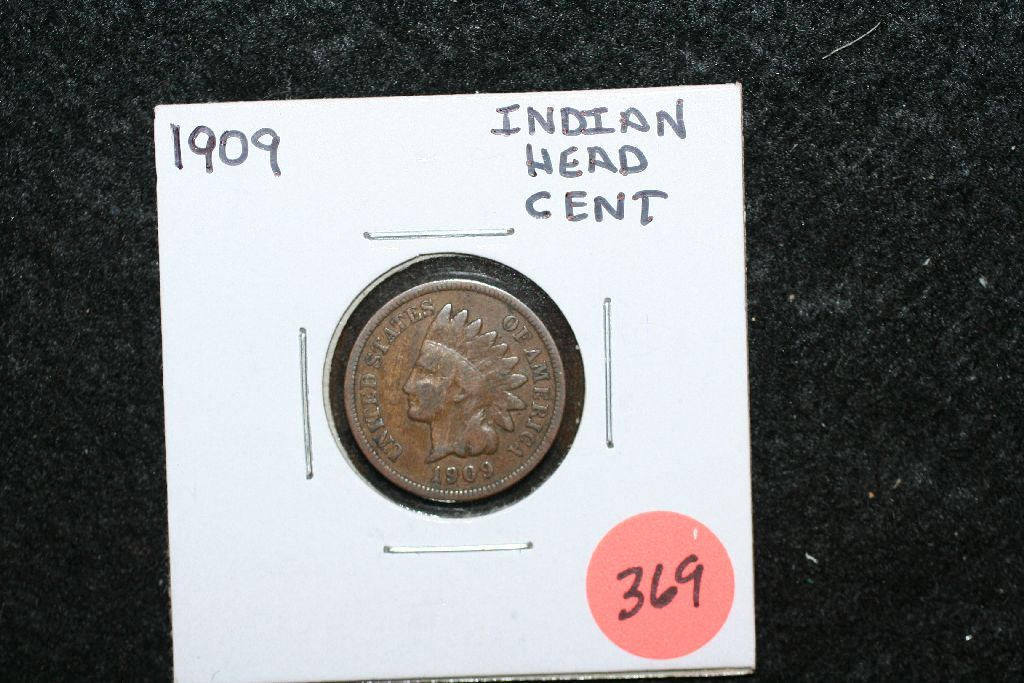 1909
INDIAN
HEAD
CENT
UNITED STATES OF AMERICA
1909
369